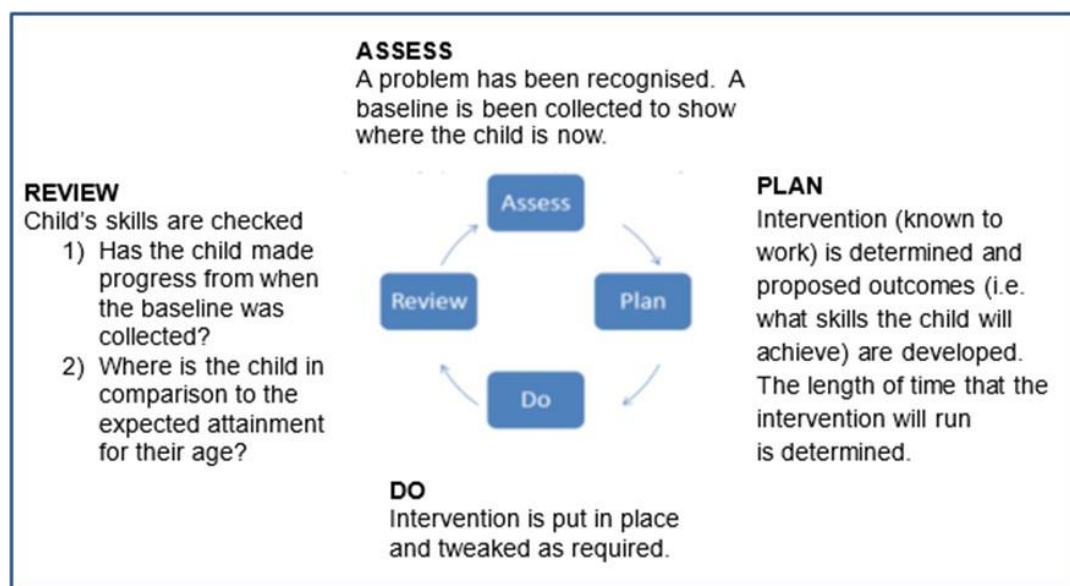 ASSESS
A problem has been recognised.  A
baseline is been collected to show
where the child is now.
REVIEW
Child's skills are checked
1) Has the child made
progress from when
the baseline was
collected?
2) Where is the child in
comparison to the
expected attainment
for their age?
Assess
Review
Plan
Do
PLAN
Intervention (known to
work) is determined and
proposed outcomes (i.e.
what skills the child will
achieve) are developed.
The length of time that the
intervention will run
is determined.
DO
Intervention is put in place
and tweaked as required.